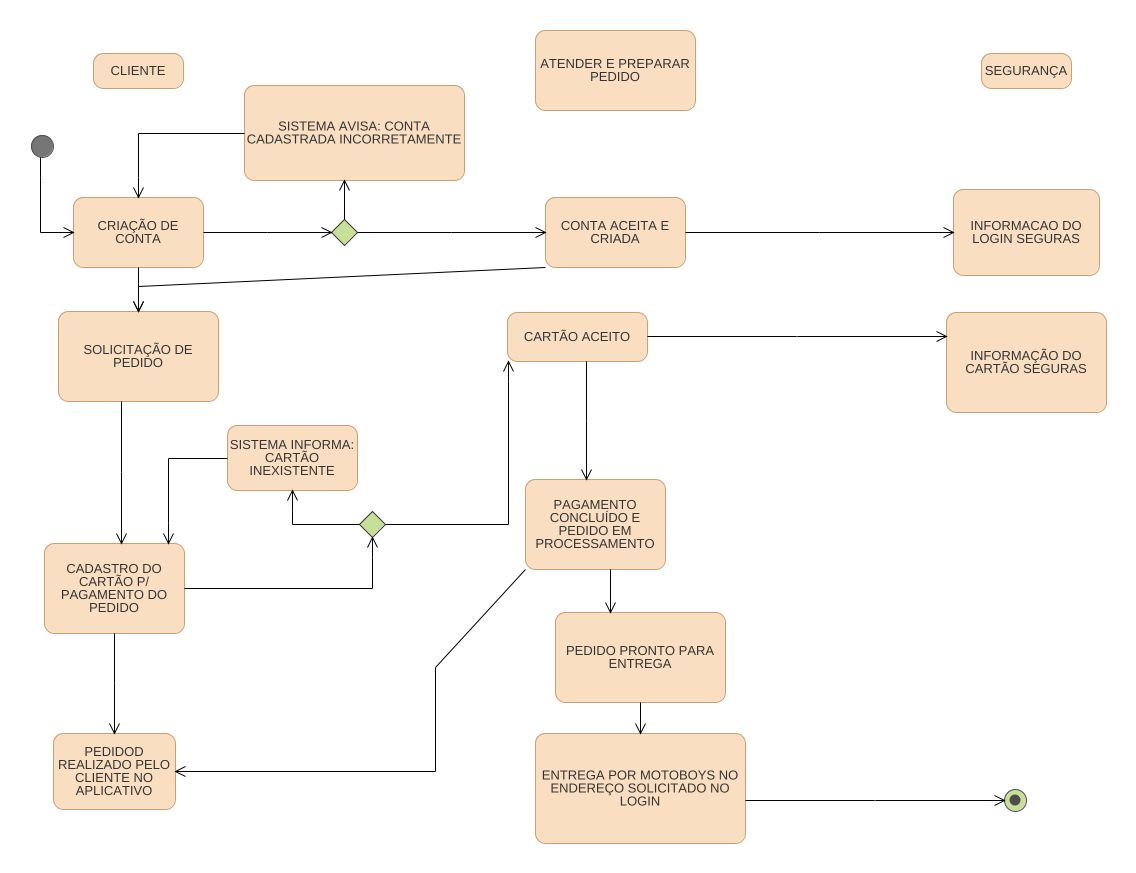 CLIENTE
ATENDER E PREPARAR
PEDIDO
SEGURANÇA
SISTEMA AVISA: CONTA
CADASTRADA INCORRETAMENTE
CRIAÇÃO DE
CONTA
CONTA ACEITA E
CRIADA
INFORMACAO DO
LOGIN SEGURAS
SOLICITAÇÃO DE
PEDIDO
CARTÃO ACEITO
INFORMAÇÃO DO
CARTÃO SEGURAS
SISTEMA INFORMA:
CARTÃO
INEXISTENTE
PAGAMENTO
CONCLUÍDO E
PEDIDO EM
PROCESSAMENTO
CADASTRO DO
CARTÃO P/
PAGAMENTO DO
PEDIDO
PEDIDO PRONTO PARA
ENTREGA
PEDIDOD
REALIZADO PELO
CLIENTE NO
APLICATIVO
ENTREGA POR MOTOBOYS NO
ENDEREÇO SOLICITADO NO
LOGIN